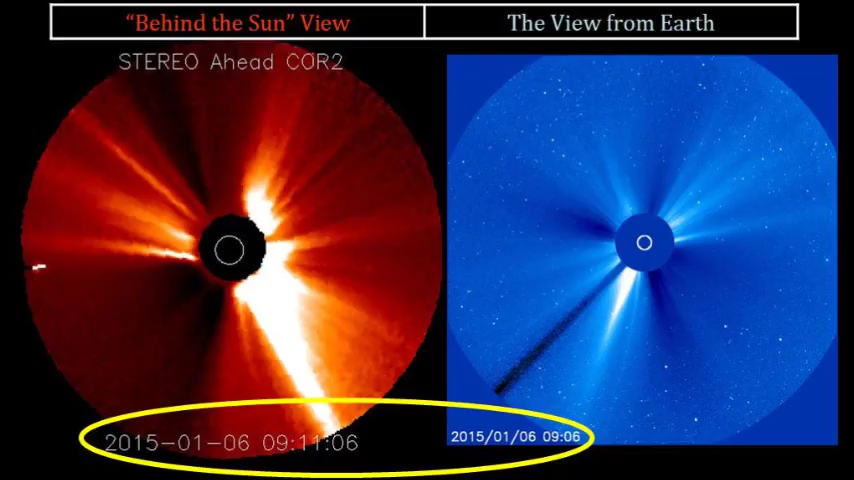 “Behind the Sun” View
The View from Earth
STEREO Ahead COR2
2015-01-06 09:11:06
2015/01/06 09:06